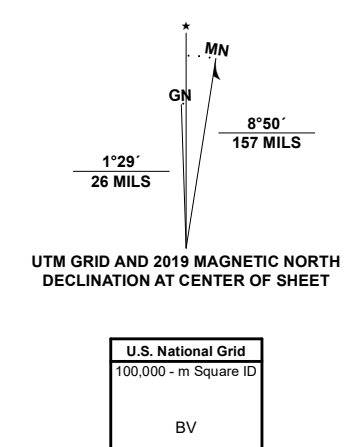 MN
GN
8°50´
157 MILS
1°29´
26 MILS
UTM GRID AND 2019 MAGNETIC NORTH
DECLINATION AT CENTER OF SHEET
U.S. National Grid
100,000 - m Square ID
BV